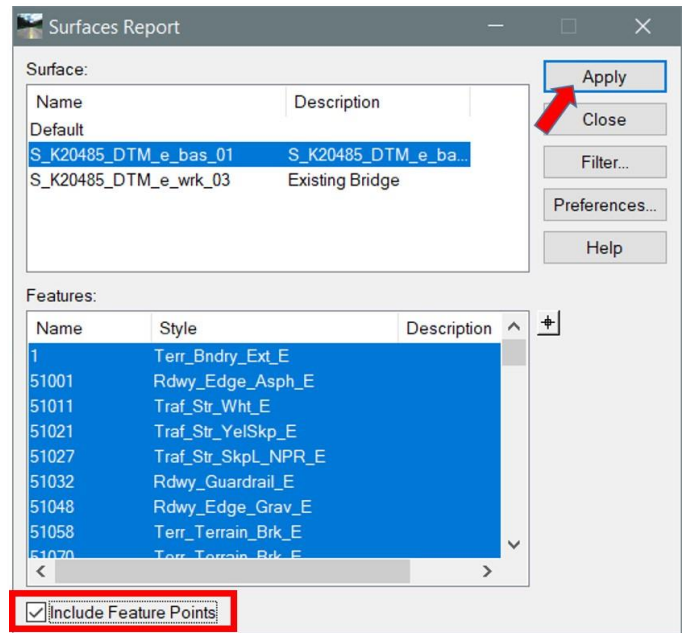 Surfaces Report
Surface:
Name Description
Default
S_K20485_DTM_e_bas_01 S_K20485_DTM_e_ba...
S_K20485_DTM_e_wrk_03 Existing Bridge
Apply
Close
Filter...
Preferences...
Help
Features:
Name Style Description
1 Terr_Bndry_Ext_E
51001 Rdwy_Edge_Asph_E
51011 Traf_Str_Wht_E
51021 Traf_Str_YelSkp_E
51027 Traf_Str_SkpL_NPR_E
51032 Rdwy_Guardrail_E
51048 Rdwy_Edge_Grav_E
51058 Terr_Terrain_Brk_E
51070 Terr_Terrain_Brk_E
Include Feature Points